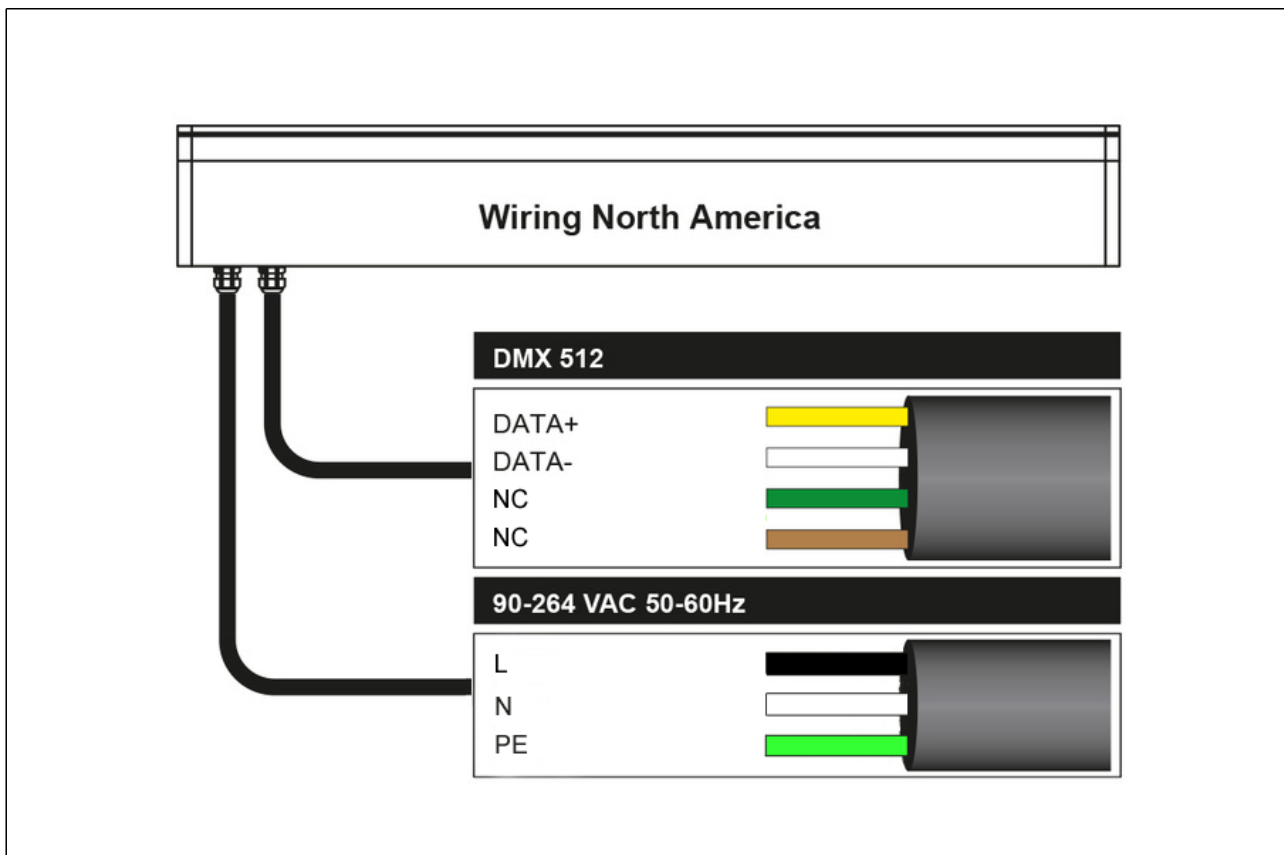 Wiring North America
DMX 512
DATA+
DATA-
NC
NC
90-264 VAC 50-60Hz
L
N
PE